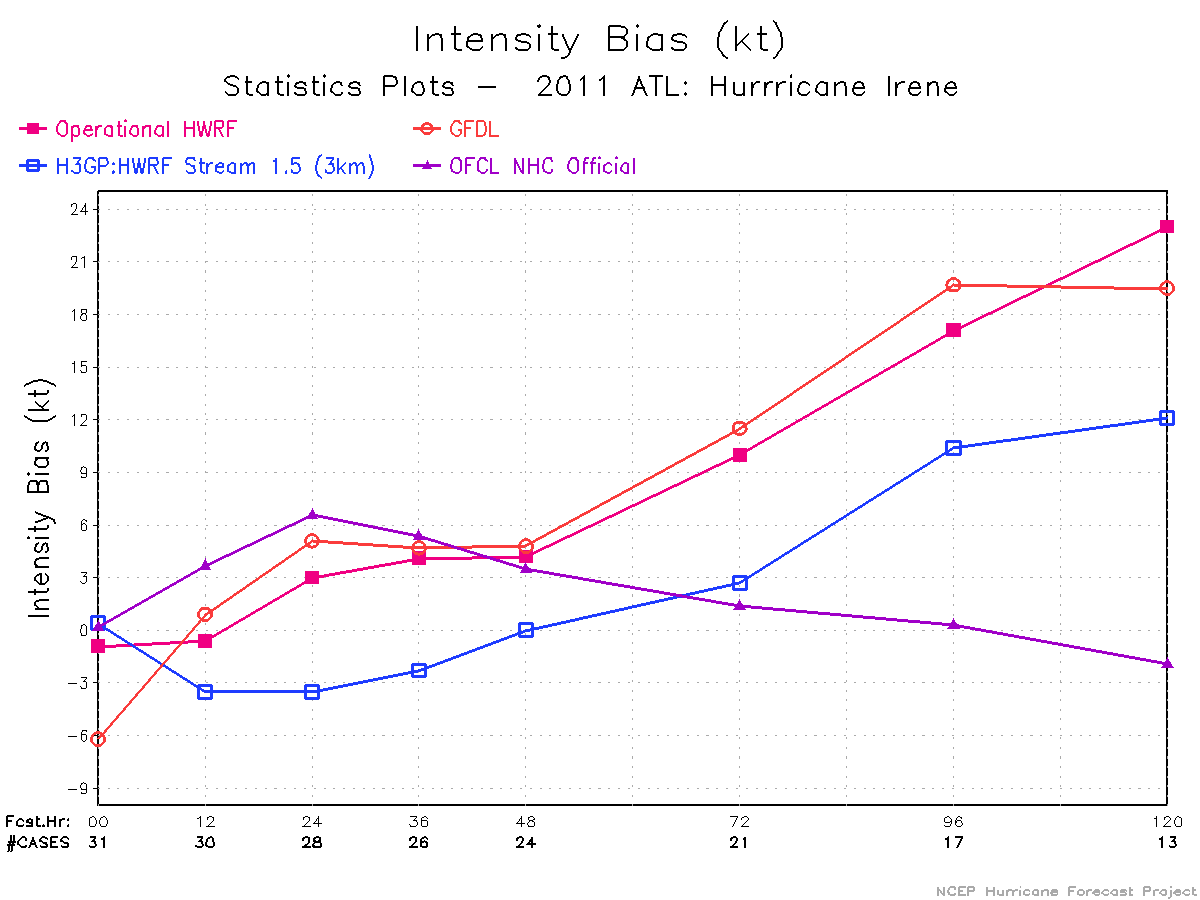 Intensity Bias (kt)
Statistics Plots - 2011 ATL: Hurrricane Irene
Operational HWRF GFDL
H3GP:HWRF Stream 1.5 (3km) OFCL NHC Official
Intensity Bias (kt)
24
21
18
15
12
9
6
3
0
-3
-6
-9
Fcst.Hr: 00 12 24 36 48 72 96 120
#CASES 31 30 28 26 24 21 17 13
NCEP Hurricane Forecast Project